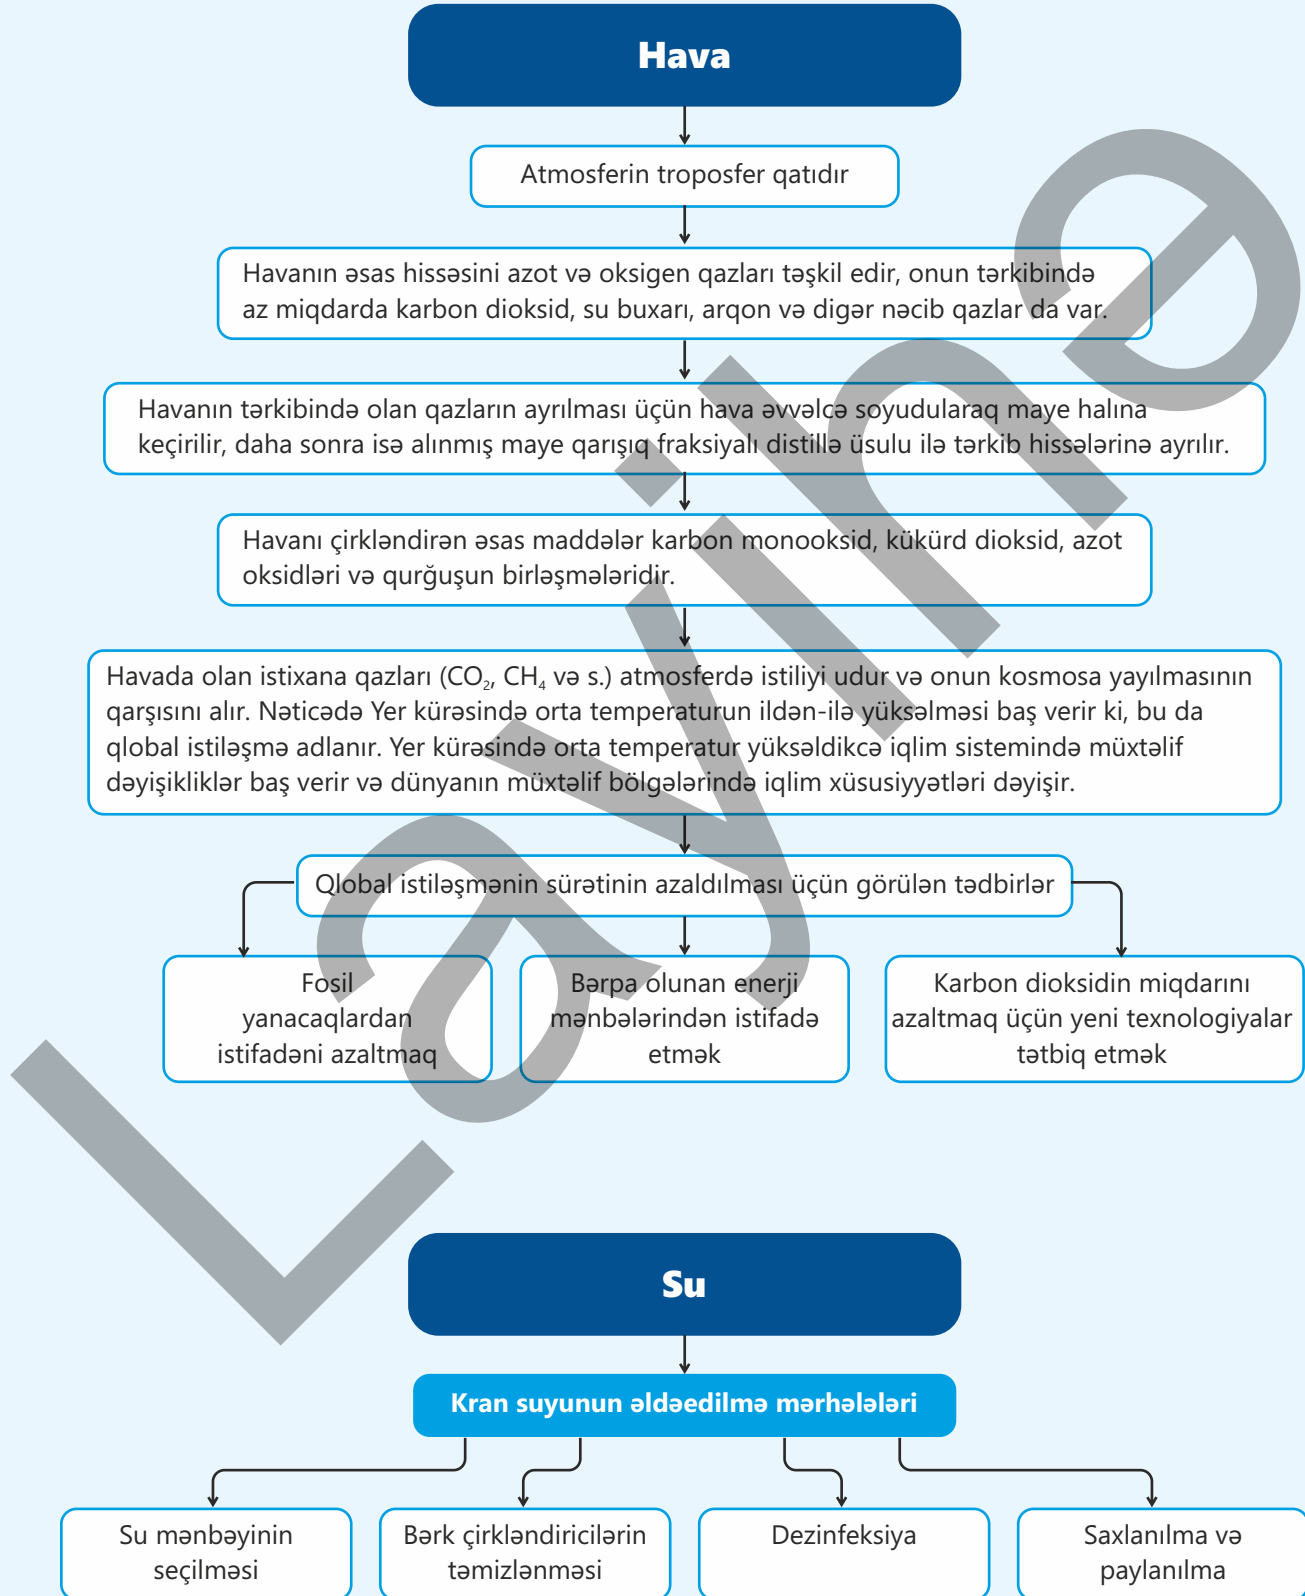 Hava
Atmosferin troposfer qatıdır
Havanın əsas hissəsini azot və oksigen qazları təşkil edir, onun tərkibində
az miqdarda karbon dioksid, su buxarı, arqon və digər nəcib qazlar da var.
Havanın tərkibində olan qazların ayrılması üçün hava əvvəlcə soyudularaq maye halına
keçirilir, daha sonra isə alınmış maye qarışıq fraksiyalı distillə üsulu ilə tərkib hissələrinə ayrılır.
Havanı çirkləndirən əsas maddələr karbon monooksid, kükürd dioksid, azot
oksidləri və qurğuşun birləşmələridir.
Havada olan istixana qazları (CO₂, CH₄ və s.) atmosferdə istiliyi udur və onun kosmosa yayılmasının
qarşısını alır. Nəticədə Yer kürəsində orta temperaturun ildən-ilə yüksəlməsi baş verir ki, bu da
qlobal istiləşmə adlanır. Yer kürəsində orta temperatur yüksəldikcə iqlim sistemində müxtəlif
dəyişikliklər baş verir və dünyanın müxtəlif bölgələrində iqlim xüsusiyyətləri dəyişir.
Qlobal istiləşmənin sürətinin azaldılması üçün görülən tədbirlər
Fosil
yanacaqlardan
istifadəni azaltmaq
Bərpa olunan enerji
mənbələrindən istifadə
etmək
Karbon dioksidin miqdarını
azaltmaq üçün yeni texnologiyalar
tətbiq etmək
Su
Kran suyunun əldəedilmə mərhələləri
Su mənbəyinin
seçilməsi
Bərk çirkləndiricilərin
təmizlənməsi
Dezinfeksiya
Saxlanılma və
paylanılma
Layihə